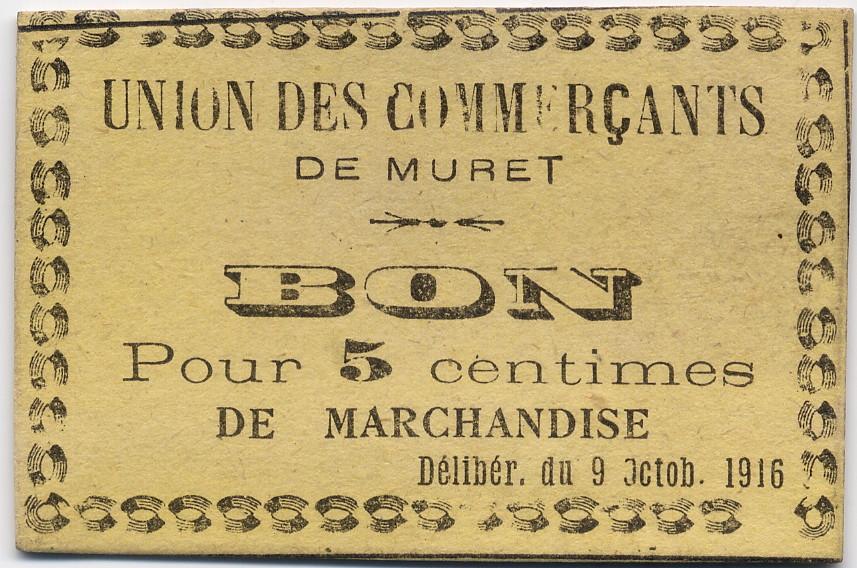 UNION DES COMMERÇANTS
DE MURET
BON
Pour 5 centimes
DE MARCHANDISE
Délibér. du 9 Octob. 1916